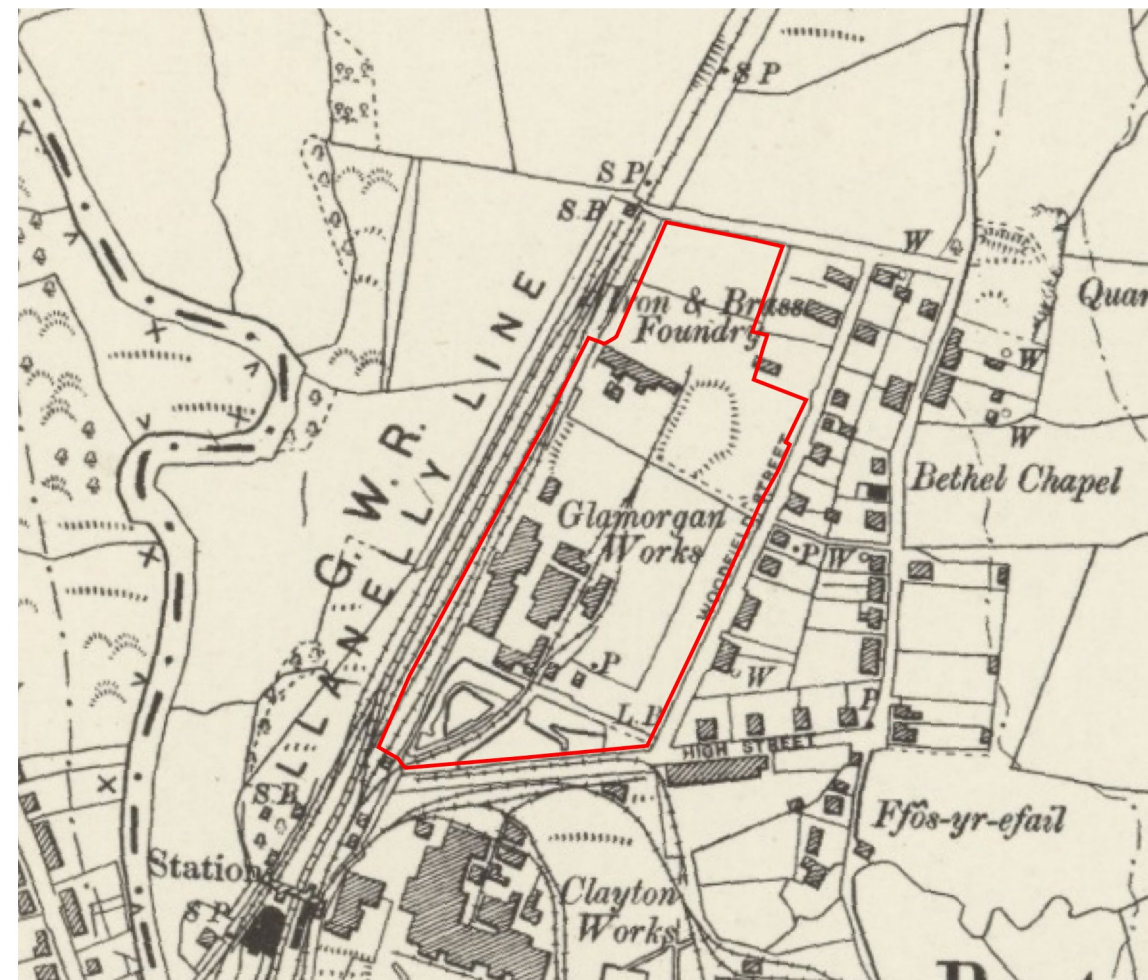 S P
S P.
S. B
W
Iron & Brass
Foundry
Quar
G. W. R.
LLANELLY LINE
W
W
Bethel Chapel
WOODFIELD STREET
Glamorgan
Works
P
W
P
W
P
L. B
HIGH STREET
S B
Ffôs-yr-efail
Station
P
S P
Clayton
Works